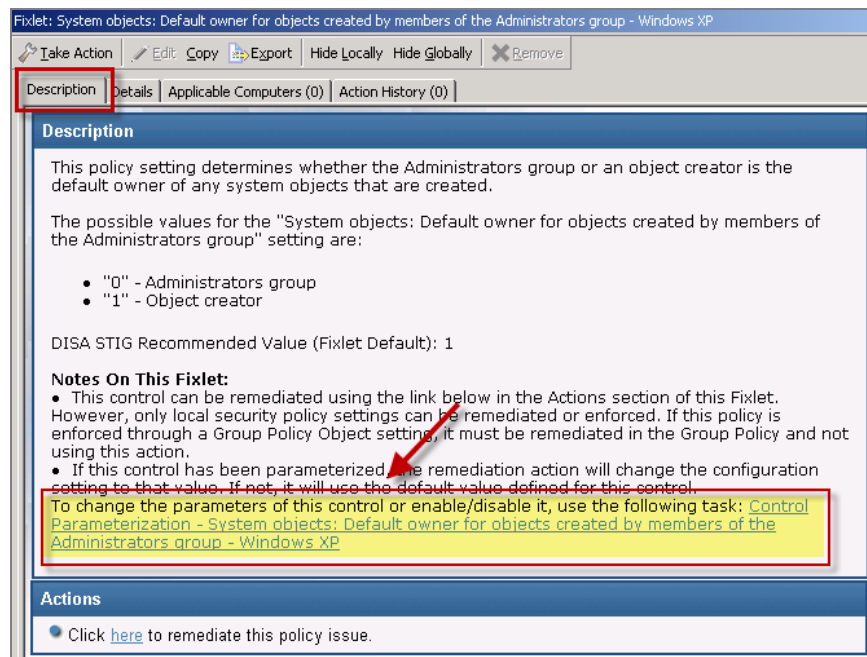 Fixlet: System objects: Default owner for objects created by members of the Administrators group - Windows XP
Take Action Edit Copy Export Hide Locally Hide Globally Remove
Description Details Applicable Computers (0) Action History (0)
Description
This policy setting determines whether the Administrators group or an object creator is the
default owner of any system objects that are created.
The possible values for the "System objects: Default owner for objects created by members of
the Administrators group" setting are:
● "0" - Administrators group
● "1" - Object creator
DISA STIG Recommended Value (Fixlet Default): 1
Notes On This Fixlet:
● This control can be remediated using the link below in the Actions section of this Fixlet.
However, only local security policy settings can be remediated or enforced. If this policy is
enforced through a Group Policy Object setting, it must be remediated in the Group Policy and not
using this action.
● If this control has been parameterized, the remediation action will change the configuration
setting to that value. If not, it will use the default value defined for this control.
To change the parameters of this control or enable/disable it, use the following task: Control
Parameterization - System objects: Default owner for objects created by members of the
Administrators group - Windows XP
Actions
Click here to remediate this policy issue.